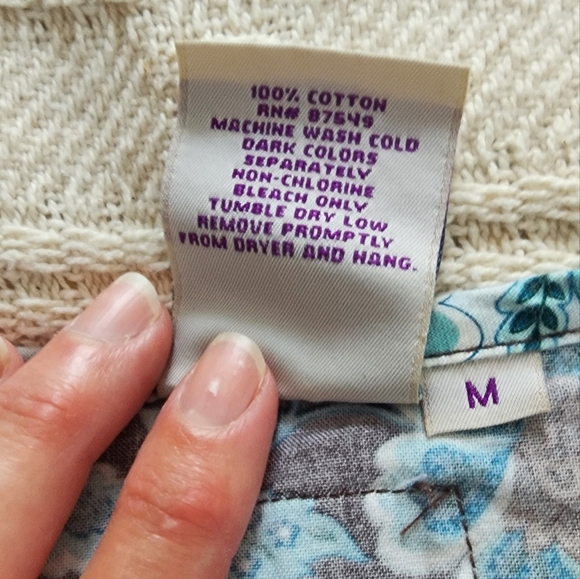 100% COTTON
RN# 87549
MACHINE WASH COLD
DARK COLORS
SEPARATELY
NON-CHLORINE
BLEACH ONLY
TUMBLE DRY LOW
REMOVE PROMPTLY
FROM DRYER AND HANG.
M